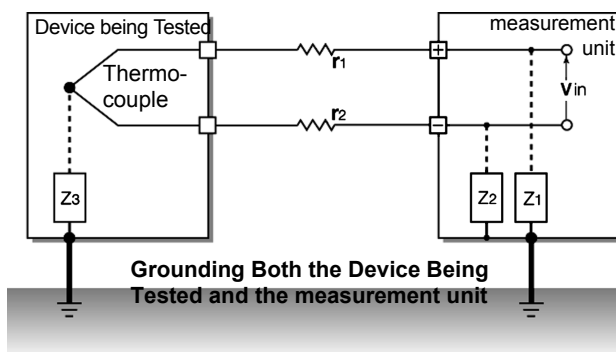 Device being Tested
measurement
unit
Thermo-
couple
r1
r2
+
−
Vin
Z3
Z2
Z1
Grounding Both the Device Being
Tested and the measurement unit